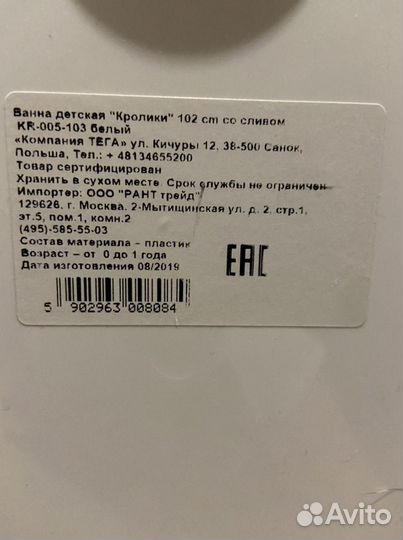 Ванна детская "Кролики" 102 cm со сливом
KR-005-103 белый
«Компания ТЕГА» ул. Кичуры 12, 38-500 Санок,
Польша, Тел.: + 48134655200
Товар сертифицирован
Хранить в сухом месте. Срок службы не ограничен
Импортер: ООО "РАНТ трейд"
129626, г. Москва. 2-Мытищинская ул. д. 2, стр.1,
эт.5, пом.1, комн.2
(495)-585-55-03
Состав материала - пластик
Возраст – от 0 до 1 года
Дата изготовления 08/2019
EAC
5 902963 008084
Avito